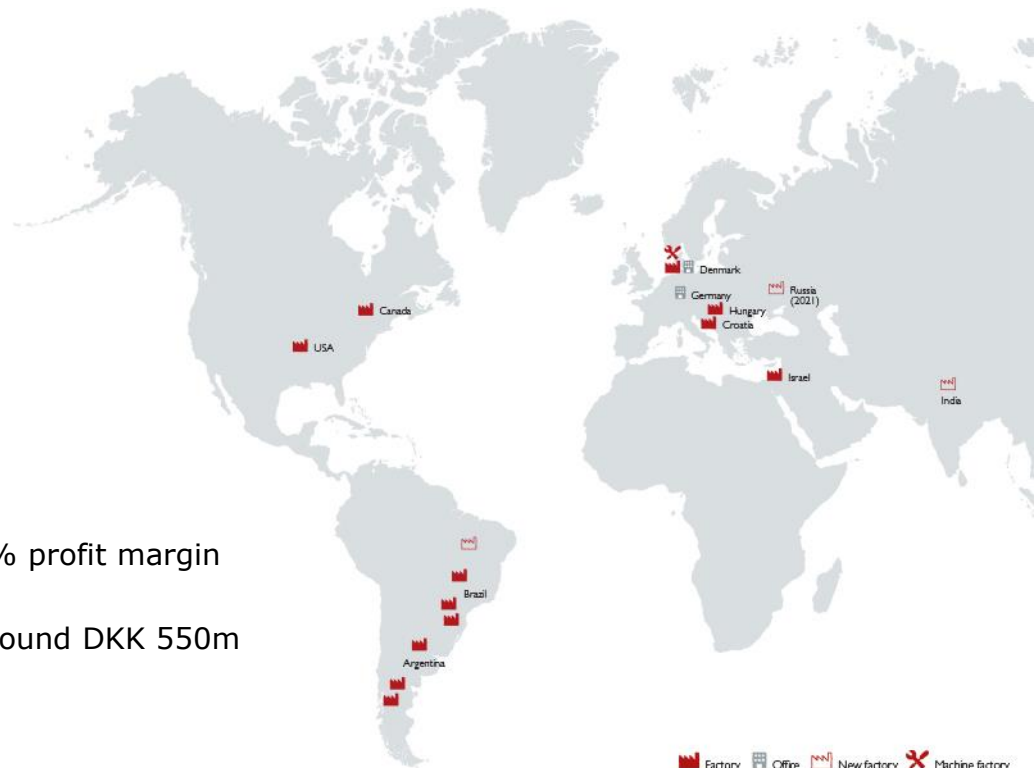 Denmark
Germany
Russia
(2021)
Hungary
Croatia
Canada
USA
Israel
India
% profit margin
Brazil
ound DKK 550m
Argentina
Factory Office New factory Machine factory